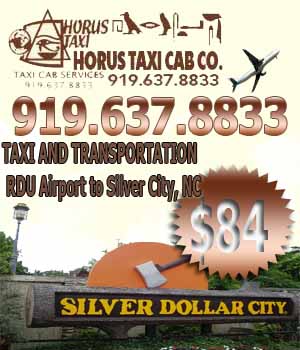 HORUS
TAXI
TAXI CAB SERVICES
919.637.8833
HORUS TAXI CAB CO.
919.637.8833
919.637.8833
TAXI AND TRANSPORTATION
RDU Airport to Silver City, NC
$84
SILVER DOLLAR CITY